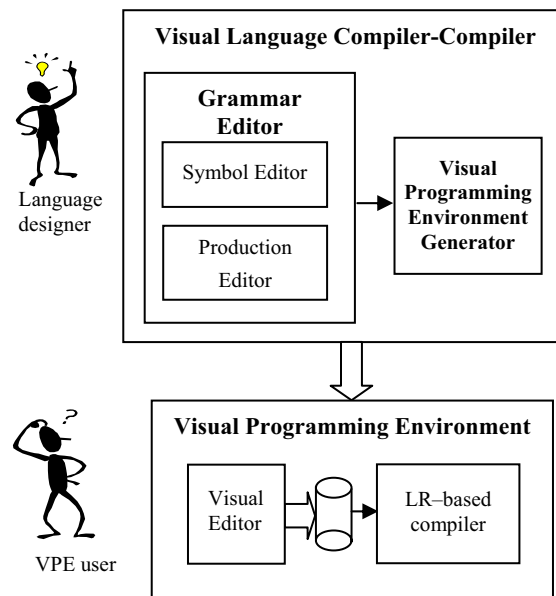 Visual Language Compiler-Compiler
Grammar
Editor
Symbol Editor
Production
Editor
Visual
Programming
Environment
Generator
Language
designer
?
Visual Programming Environment
Visual
Editor
LR–based
compiler
VPE user